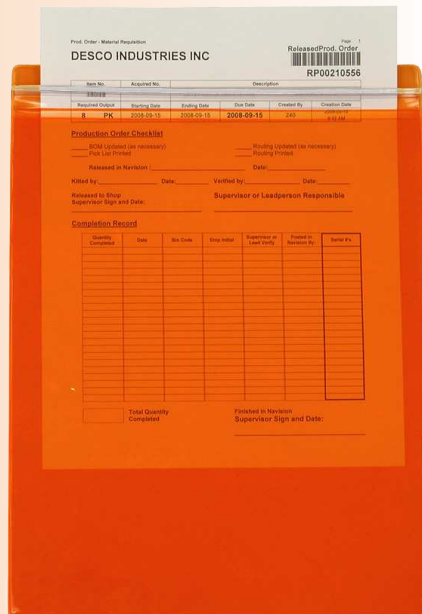 Prod. Order - Material Requisition
Page 1
DESCO INDUSTRIES INC
ReleasedProd. Order
RP00210556
Item No. Acquired No. Description
Required Output Starting Date Ending Date Due Date Created By Creation Date
8 PK 2008-09-15 2008-09-15 2008-09-15 240
Production Order Checklist
BOM Updated (as necessary) Routing Updated (as necessary)
Pick List Printed Routing Printed
Released in Navision : Date:
Kitted by: Date: Verified by: Date:
Released to Shop Supervisor or Leadperson Responsible
Supervisor Sign and Date:
Completion Record
Quantity Completed Date Bin Code Stop Initial Supervisor or Lead Verify Posted in Navision By: Serial #'s
Total Quantity Finished in Navision
Completed Supervisor Sign and Date: